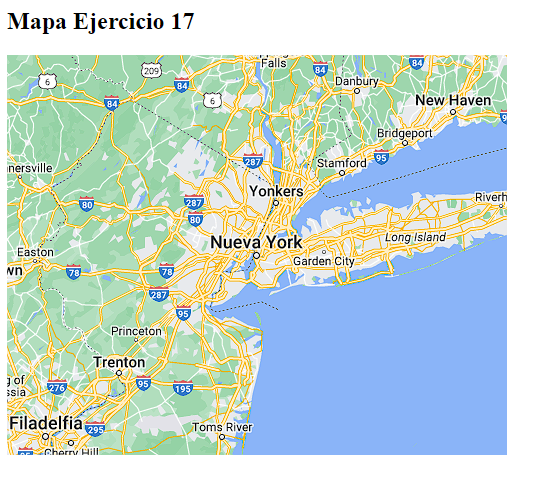 Mapa Ejercicio 17
Falls
209
84
84
6
84
Danbury
6
84
New Haven
Bridgeport
287
95
Stamford
nersville
Yonkers
287
80
Riverh
80
Nueva York
Long Island
Easton
Garden City
wn
78
78
287
95
Princeton
Trenton
g of
95
276
195
ssia
Filadelfia
295
Toms River
Cherry Hill